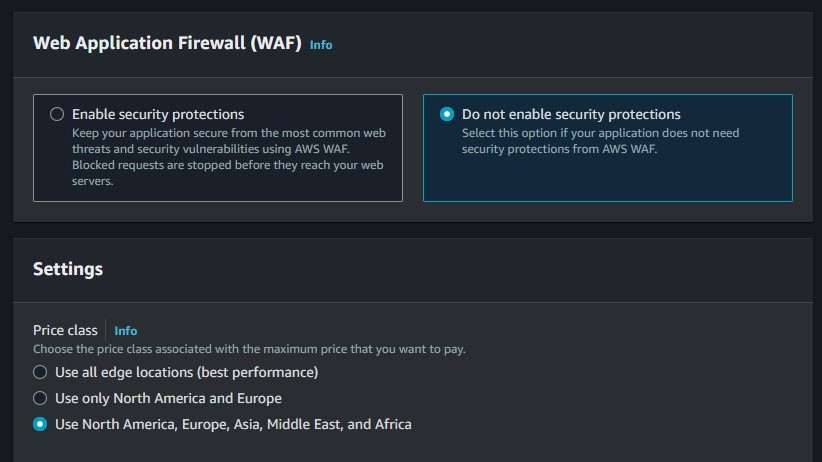 Web Application Firewall (WAF) Info
Enable security protections
Keep your application secure from the most common web
threats and security vulnerabilities using AWS WAF.
Blocked requests are stopped before they reach your web
servers.
Do not enable security protections
Select this option if your application does not need
security protections from AWS WAF.
Settings
Price class Info
Choose the price class associated with the maximum price that you want to pay.
Use all edge locations (best performance)
Use only North America and Europe
Use North America, Europe, Asia, Middle East, and Africa